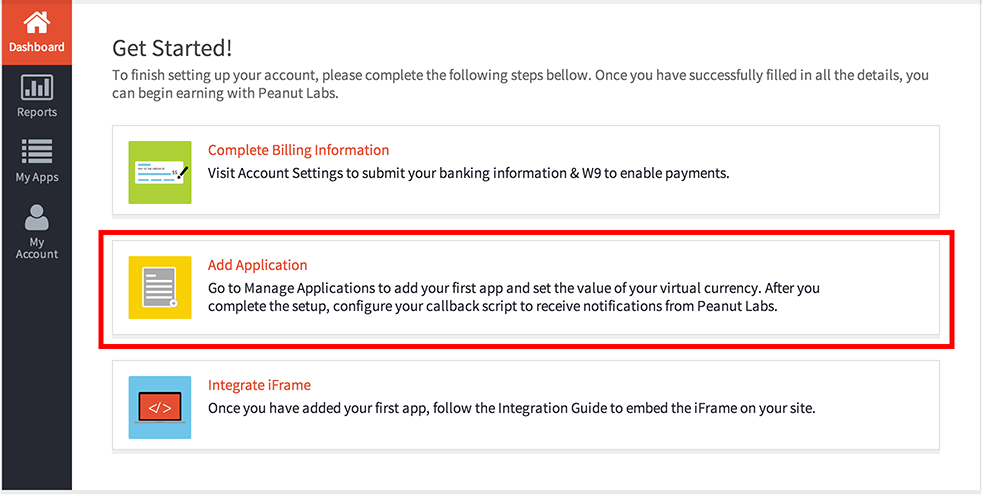 Dashboard
Reports
My Apps
My
Account
Get Started!
To finish setting up your account, please complete the following steps bellow. Once you have successfully filled in all the details, you
can begin earning with Peanut Labs.
Complete Billing Information
Visit Account Settings to submit your banking information & W9 to enable payments.
Add Application
Go to Manage Applications to add your first app and set the value of your virtual currency. After you
complete the setup, configure your callback script to receive notifications from Peanut Labs.
</>
Integrate iFrame
Once you have added your first app, follow the Integration Guide to embed the iFrame on your site.